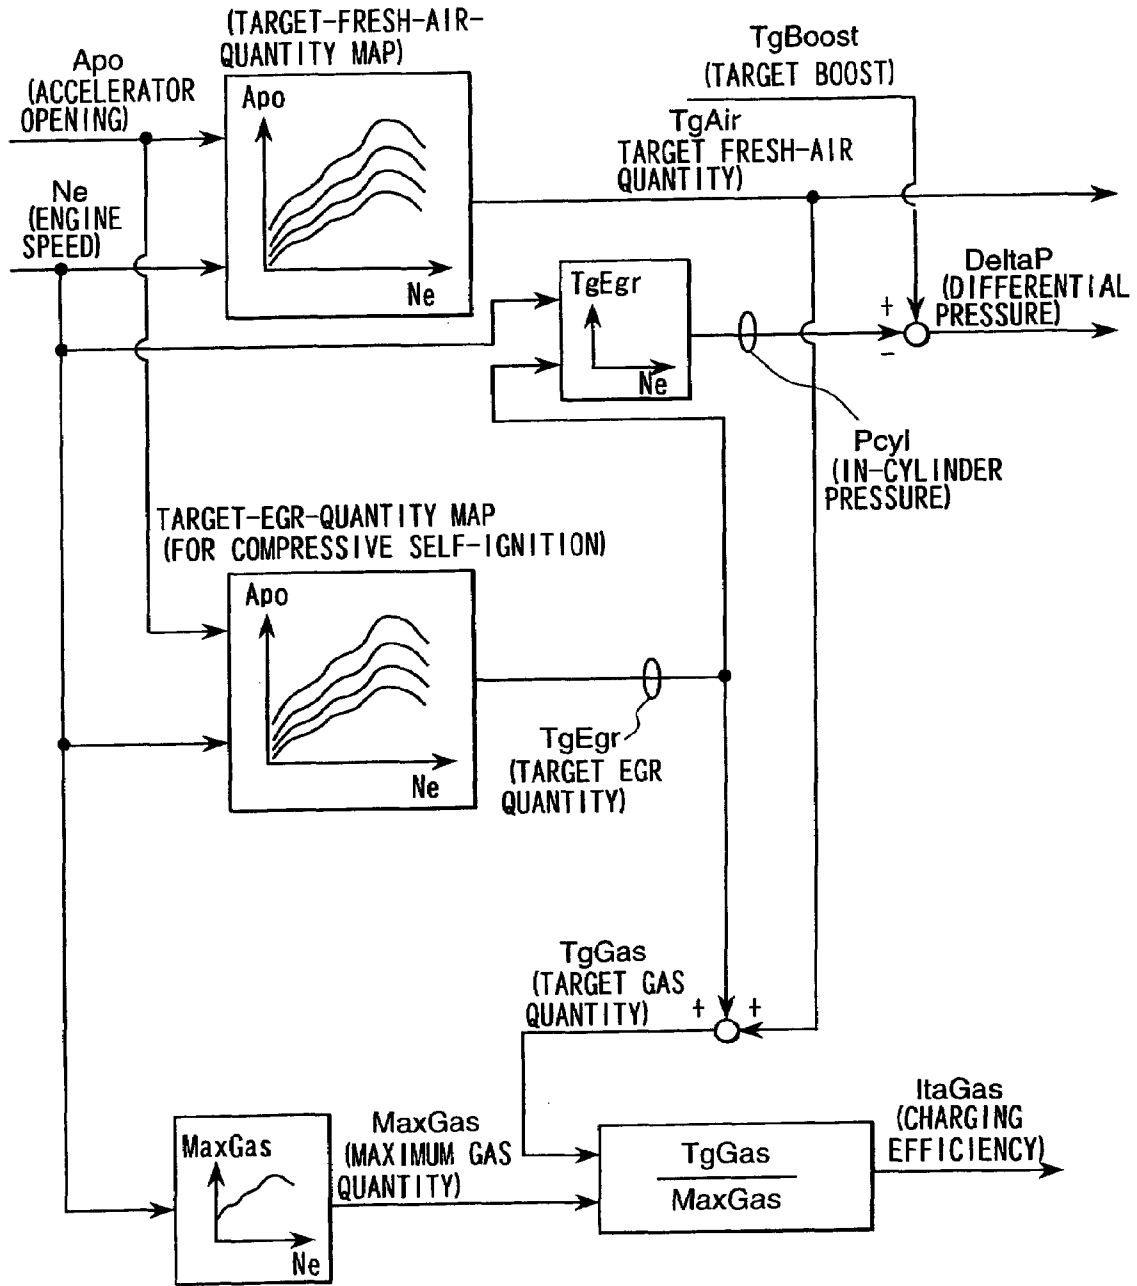 (TARGET-FRESH-AIR-
QUANTITY MAP)
Apo
(ACCELERATOR
OPENING)
Apo
Ne
TgBoost
(TARGET BOOST)
TgAir
TARGET FRESH-AIR
QUANTITY)
Ne
(ENGINE
SPEED)
TgEgr
Ne
+
-
DeltaP
(DIFFERENTIAL
PRESSURE)
Pcyl
(IN-CYLINDER
PRESSURE)
TARGET-EGR-QUANTITY MAP
(FOR COMPRESSIVE SELF-IGNITION)
Apo
Ne
TgEgr
(TARGET EGR
QUANTITY)
TgGas
(TARGET GAS
QUANTITY)
+ +
MaxGas
Ne
MaxGas
(MAXIMUM GAS
QUANTITY)
TgGas
MaxGas
ItaGas
(CHARGING
EFFICIENCY)